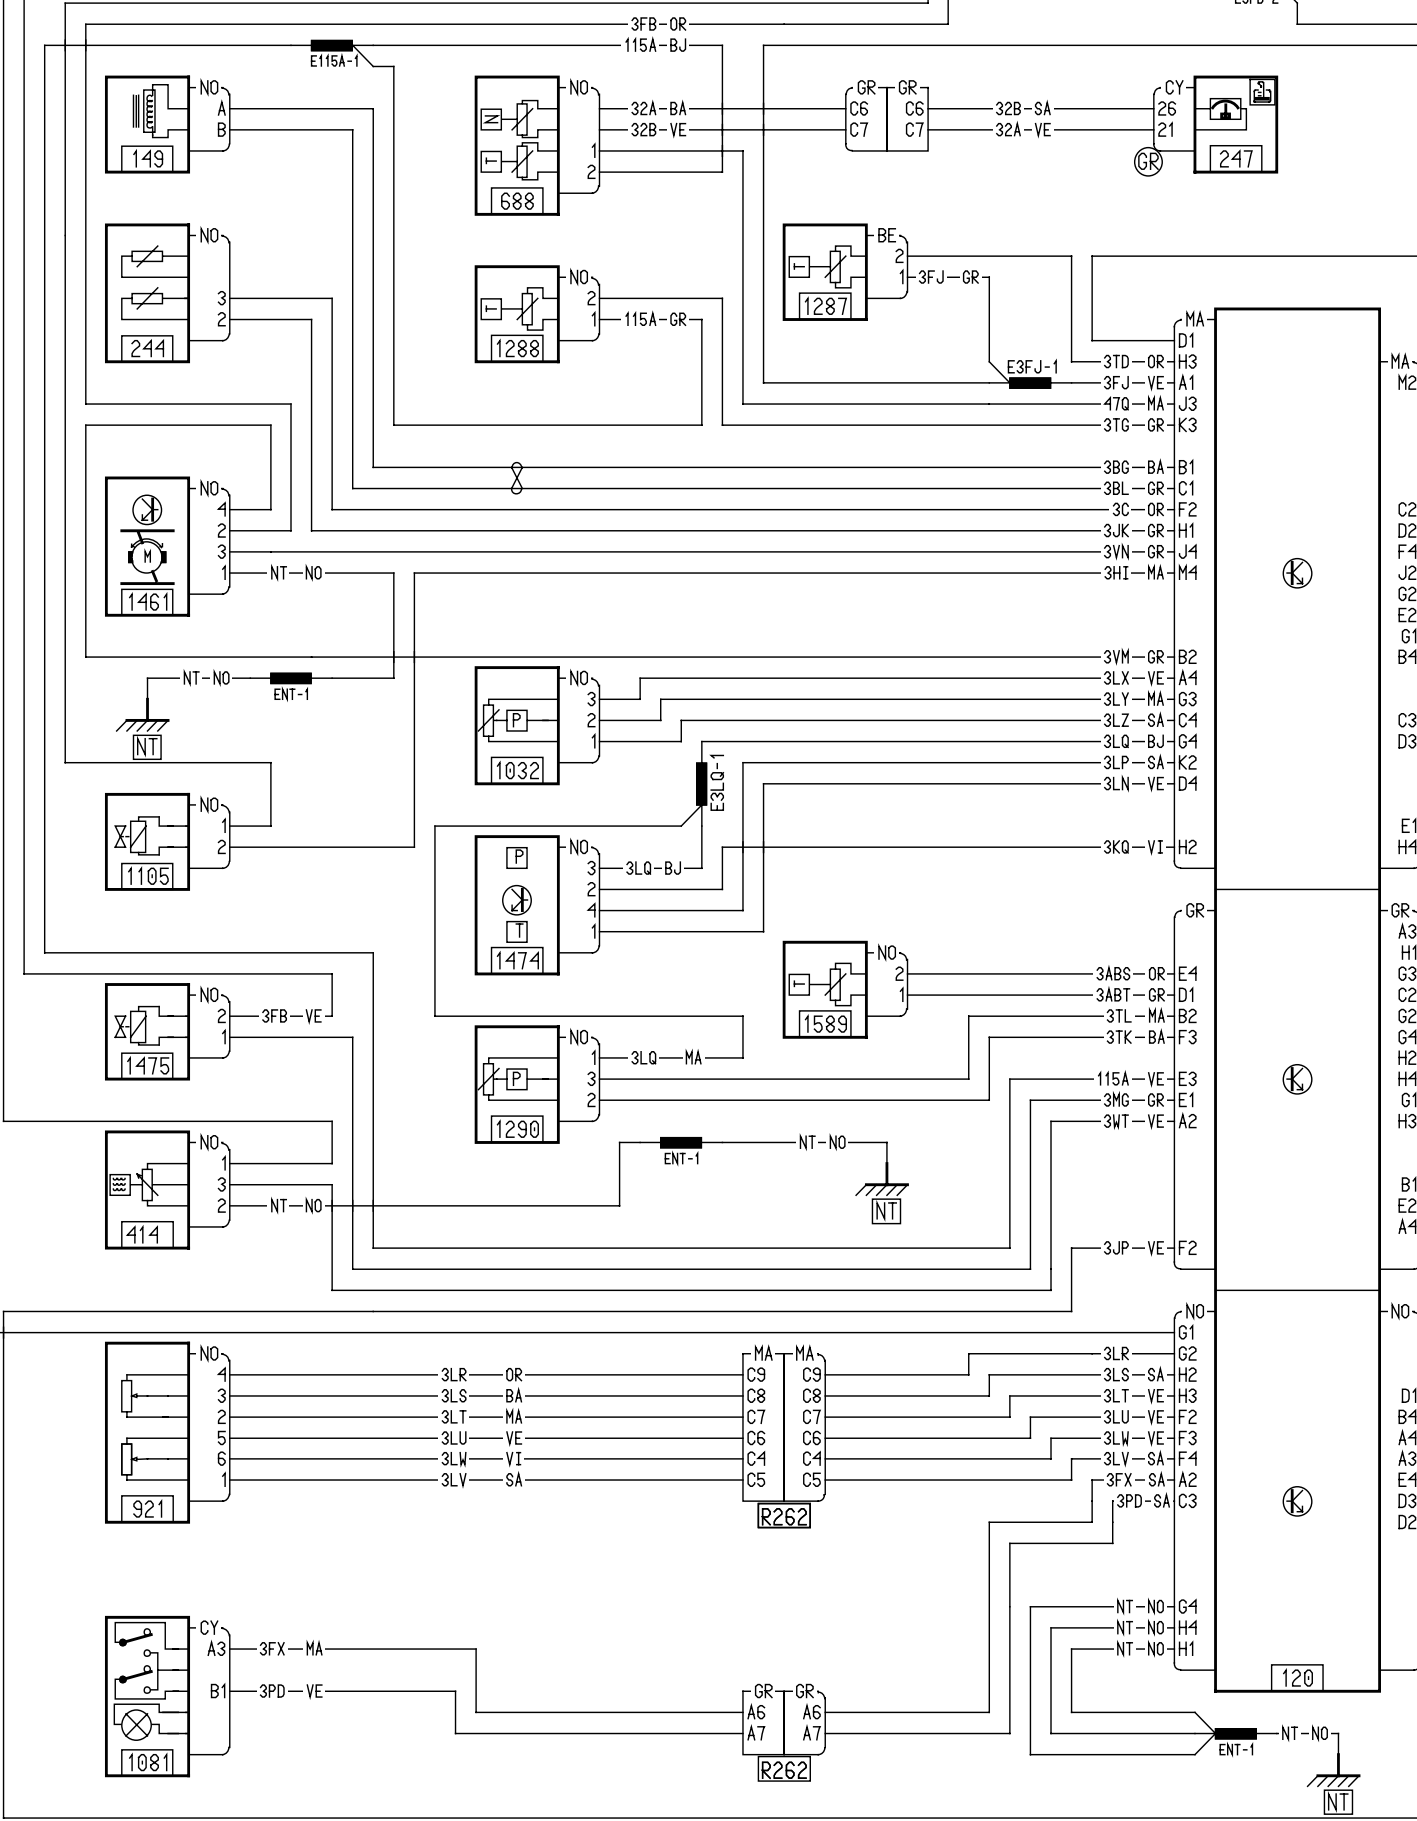 3FB-OR
115A-BJ
E115A-1
NO
A
B
149
NO
32A-BA
32B-VE
1
2
688
GR GR
C6 C6
C7 C7
32B-SA
32A-VE
CY
26
21
GR
247
NO
3
2
244
NO
2
1
115A-GR
1288
BE
2
1
3FJ-GR
1287
E3FJ-1
MA
D1
3TD-OR H3
3FJ-VE A1
47Q-MA J3
3TG-GR K3
3BG-BA B1
3BL-GR C1
3C-OR F2
3JK-GR H1
3VN-GR J4
3HI-MA M4
3VM-GR B2
3LX-VE A4
3LY-MA G3
3LZ-SA C4
3LQ-BJ G4
3LP-SA K2
3LN-VE D4
3KQ-VI H2
MA
M2
C2
D2
F4
J2
G2
E2
G1
B4
C3
D3
E1
H4
NO
4
2
3
1
NT-NO
M
1461
NT-NO
ENT-1
NT
NO
3
2
1
P
1032
E3LQ-1
NO
1
2
1105
NO
3
2
4
1
3LQ-BJ
P
T
1474
NO
2
1
3FB-VE
1475
NO
2
1
1589
NO
1
3
2
3LQ-MA
P
1290
GR
3ABS-OR E4
3ABT-GR D1
3TL-MA B2
3TK-BA F3
115A-VE E3
3MG-GR E1
3WT-VE A2
3JP-VE F2
GR
A3
H1
G3
C2
G2
G4
H2
H4
G1
H3
B1
E2
A4
NO
1
3
2
NT-NO
414
ENT-1
NT-NO
NT
NO
4 3LR OR
3 3LS BA
2 3LT MA
5 3LU VE
6 3LW VI
1 3LV SA
921
MA MA
C9 C9
C8 C8
C7 C7
C6 C6
C4 C4
C5 C5
R262
NO
G1
3LR G2
3LS-SA H2
3LT-VE H3
3LU-VE F2
3LW-VE F3
3LV-SA F4
3FX-SA A2
3PD-SA C3
NT-NO G4
NT-NO H4
NT-NO H1
120
NO
D1
B4
A4
A3
E4
D3
D2
CY
A3 3FX-MA
B1 3PD-VE
1081
GR GR
A6 A6
A7 A7
R262
ENT-1
NT-NO
NT